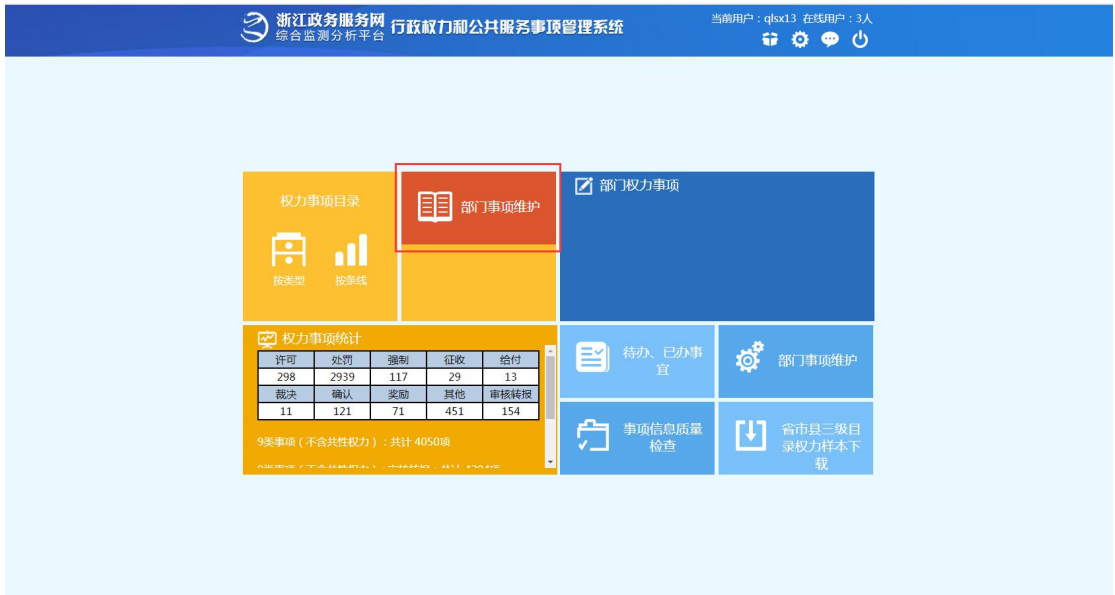 浙江政务服务网
综合监测分析平台
行政权力和公共服务事项管理系统
当前用户：qlsx13 在线用户：3人
权力事项目录
按类型 按条线
部门事项维护
部门权力事项
权力事项统计
许可 处罚 强制 征收 给付
298 2939 117 29 13
裁决 确认 奖励 其他 审核转报
11 121 71 451 154
9类事项（不含共性权力）：共计 4050项
待办、已办事
宜
部门事项维护
事项信息质量
检查
省市县三级目
录权力样本下
载